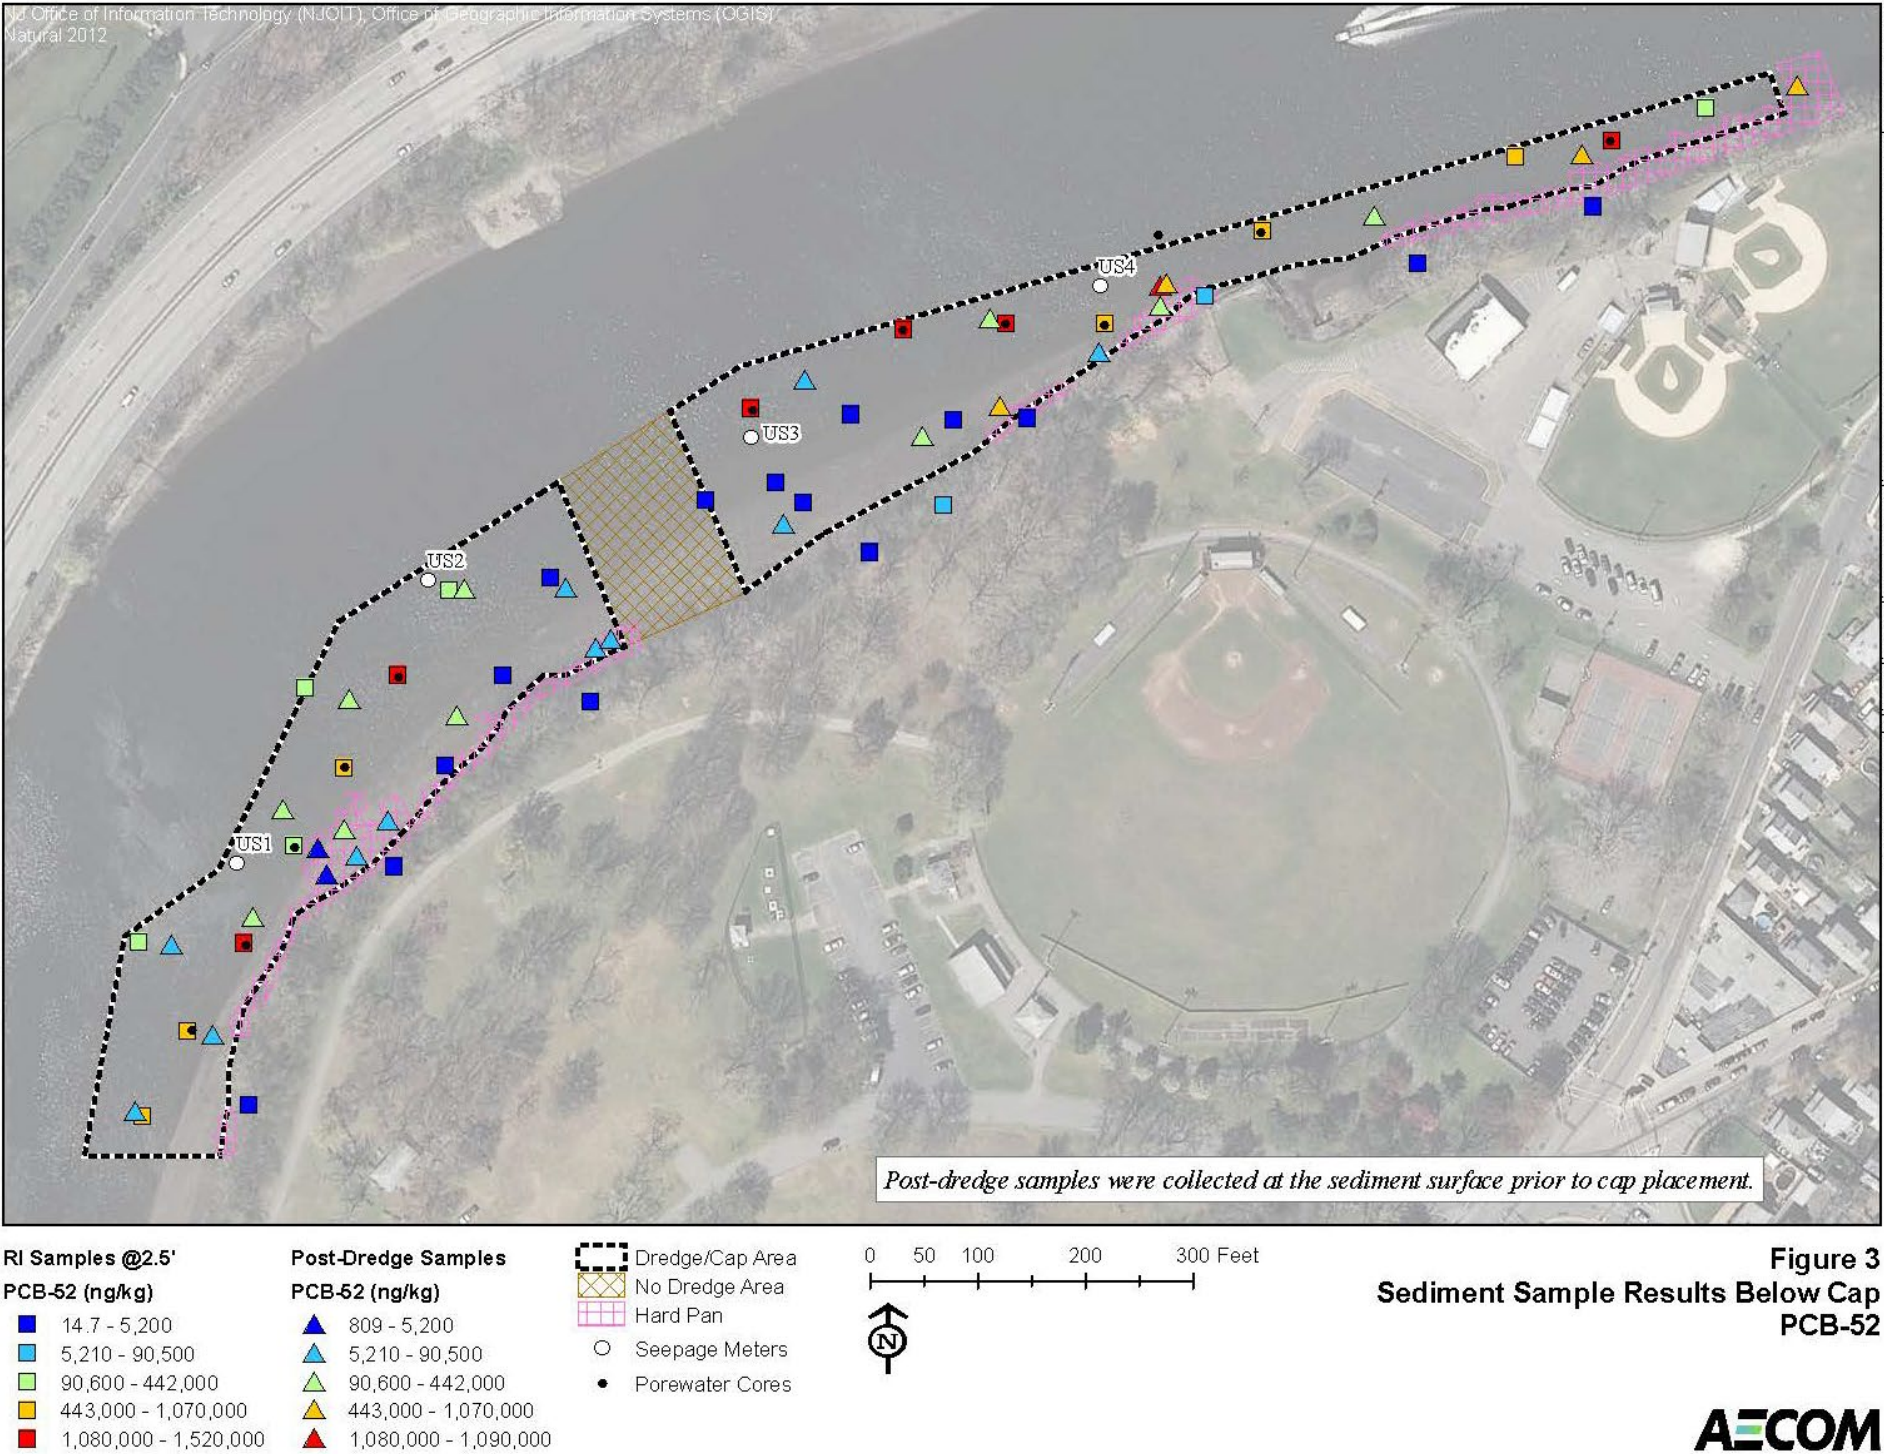 NJ Office of Information Technology (NJOIT), Office of Geographic Information Systems (OGIS)
Natural 2012
US4
US3
US2
US1
Post-dredge samples were collected at the sediment surface prior to cap placement.
RI Samples @2.5'
PCB-52 (ng/kg)
14.7 - 5,200
5,210 - 90,500
90,600 - 442,000
443,000 - 1,070,000
1,080,000 - 1,520,000
Post-Dredge Samples
PCB-52 (ng/kg)
809 - 5,200
5,210 - 90,500
90,600 - 442,000
443,000 - 1,070,000
1,080,000 - 1,090,000
Dredge/Cap Area
No Dredge Area
Hard Pan
Seepage Meters
Porewater Cores
0 50 100 200 300 Feet
N
Figure 3
Sediment Sample Results Below Cap
PCB-52
AECOM